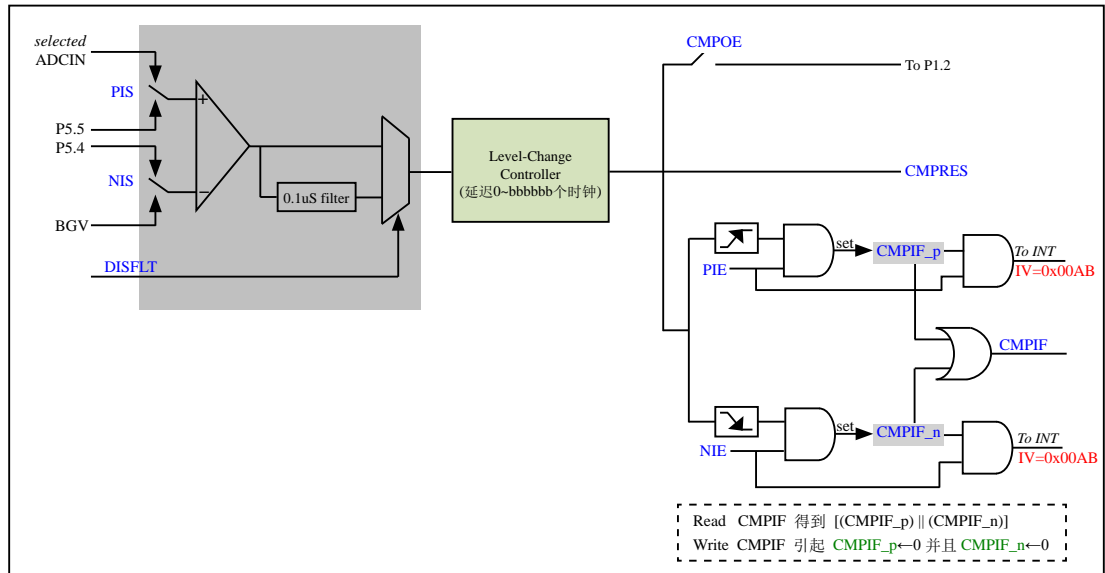 selected
ADCIN
PIS
P5.5
P5.4
NIS
BGV
DISFLT
+
−
0.1uS filter
Level-Change
Controller
(延迟0~bbbbbb个时钟)
CMPOE
To P1.2
CMPRES
PIE
set
CMPIF_p
To INT
IV=0x00AB
CMPIF
NIE
set
CMPIF_n
To INT
IV=0x00AB
Read CMPIF 得到 [(CMPIF_p) || (CMPIF_n)]
Write CMPIF 引起 CMPIF_p←0 并且 CMPIF_n←0